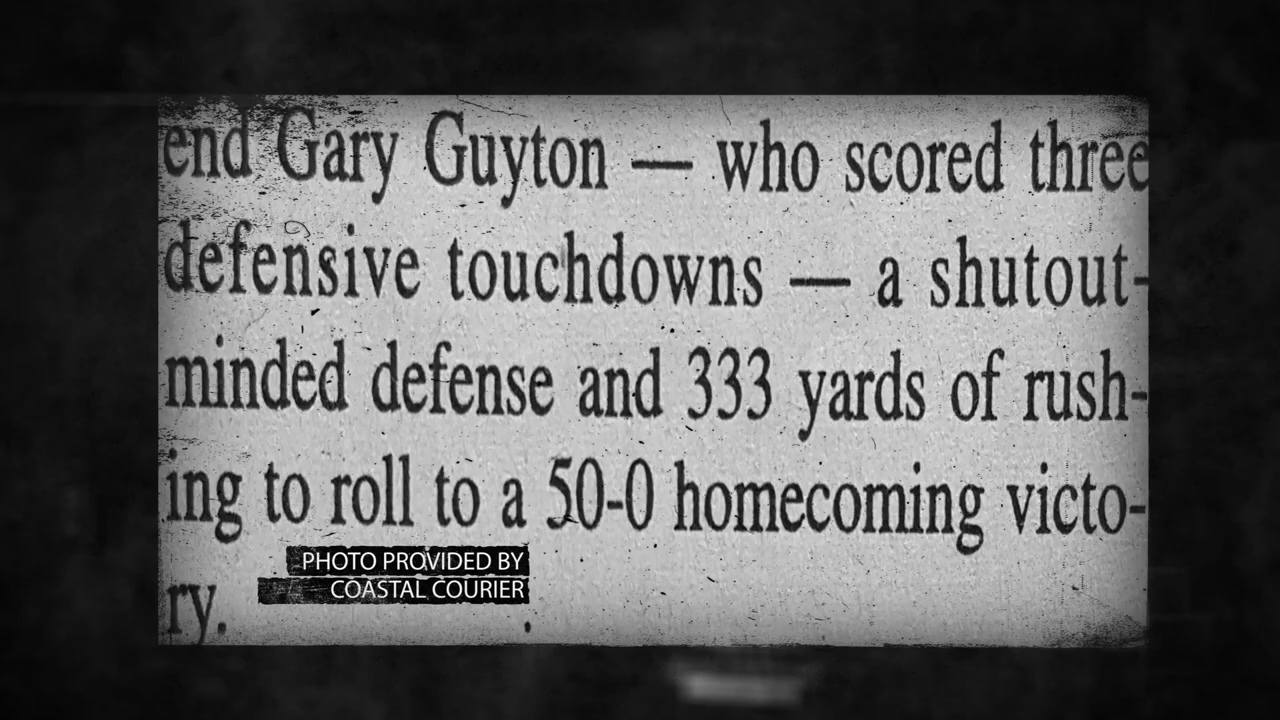 end Gary Guyton — who scored three
defensive touchdowns — a shutout-
minded defense and 333 yards of rush-
ing to roll to a 50-0 homecoming victo-
ry.
PHOTO PROVIDED BY
COASTAL COURIER